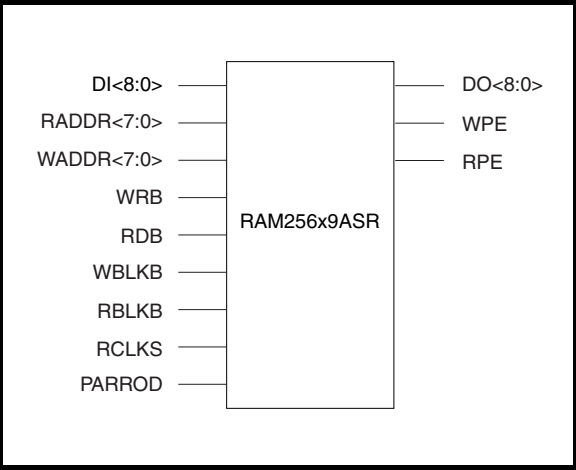 DI<8:0>
RADDR<7:0>
WADDR<7:0>
WRB
RDB
WBLKB
RBLKB
RCLKS
PARROD
RAM256x9ASR
DO<8:0>
WPE
RPE